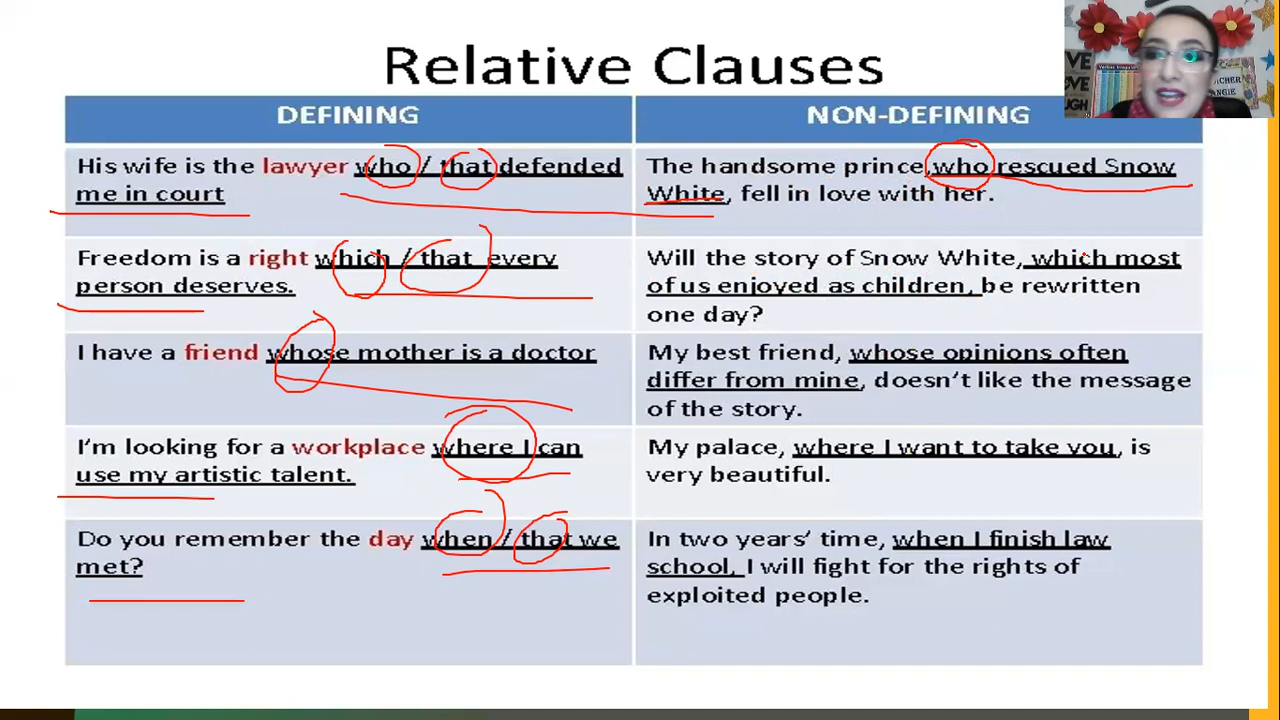 Relative Clauses
DEFINING
NON-DEFINING
His wife is the lawyer who / that defended
me in court
The handsome prince, who rescued Snow
White, fell in love with her.
Freedom is a right which / that every
person deserves.
Will the story of Snow White, which most
of us enjoyed as children, be rewritten
one day?
I have a friend whose mother is a doctor
My best friend, whose opinions often
differ from mine, doesn't like the message
of the story.
I'm looking for a workplace where I can
use my artistic talent.
My palace, where I want to take you, is
very beautiful.
Do you remember the day when / that we
met?
In two years' time, when I finish law
school, I will fight for the rights of
exploited people.